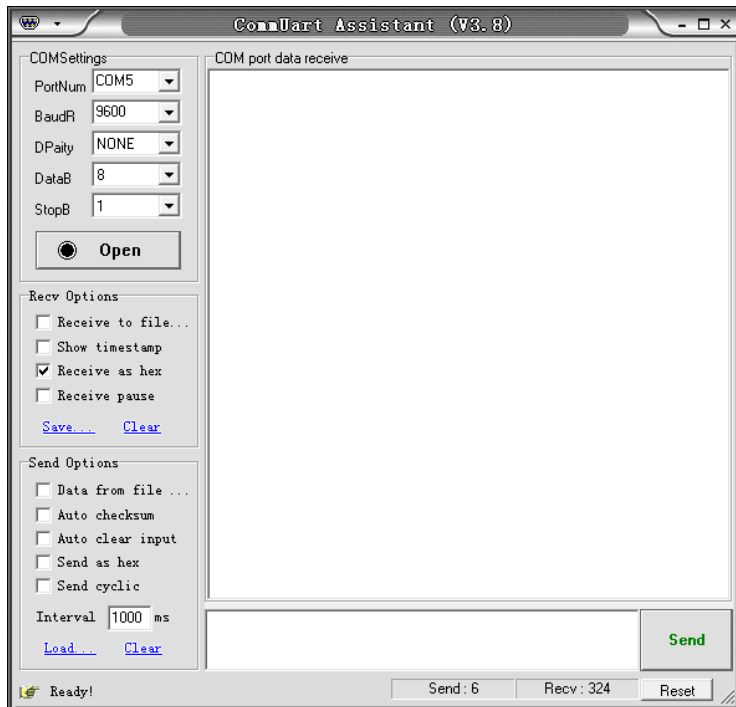 CommUart Assistant (V3.8)
COMSettings
PortNum COM5
BaudR 9600
DPaity NONE
DataB 8
StopB 1
Open
Recv Options
Receive to file...
Show timestamp
Receive as hex
Receive pause
Save... Clear
Send Options
Data from file ...
Auto checksum
Auto clear input
Send as hex
Send cyclic
Interval 1000 ms
Load... Clear
COM port data receive
Send
Ready!
Send : 6
Recv : 324
Reset